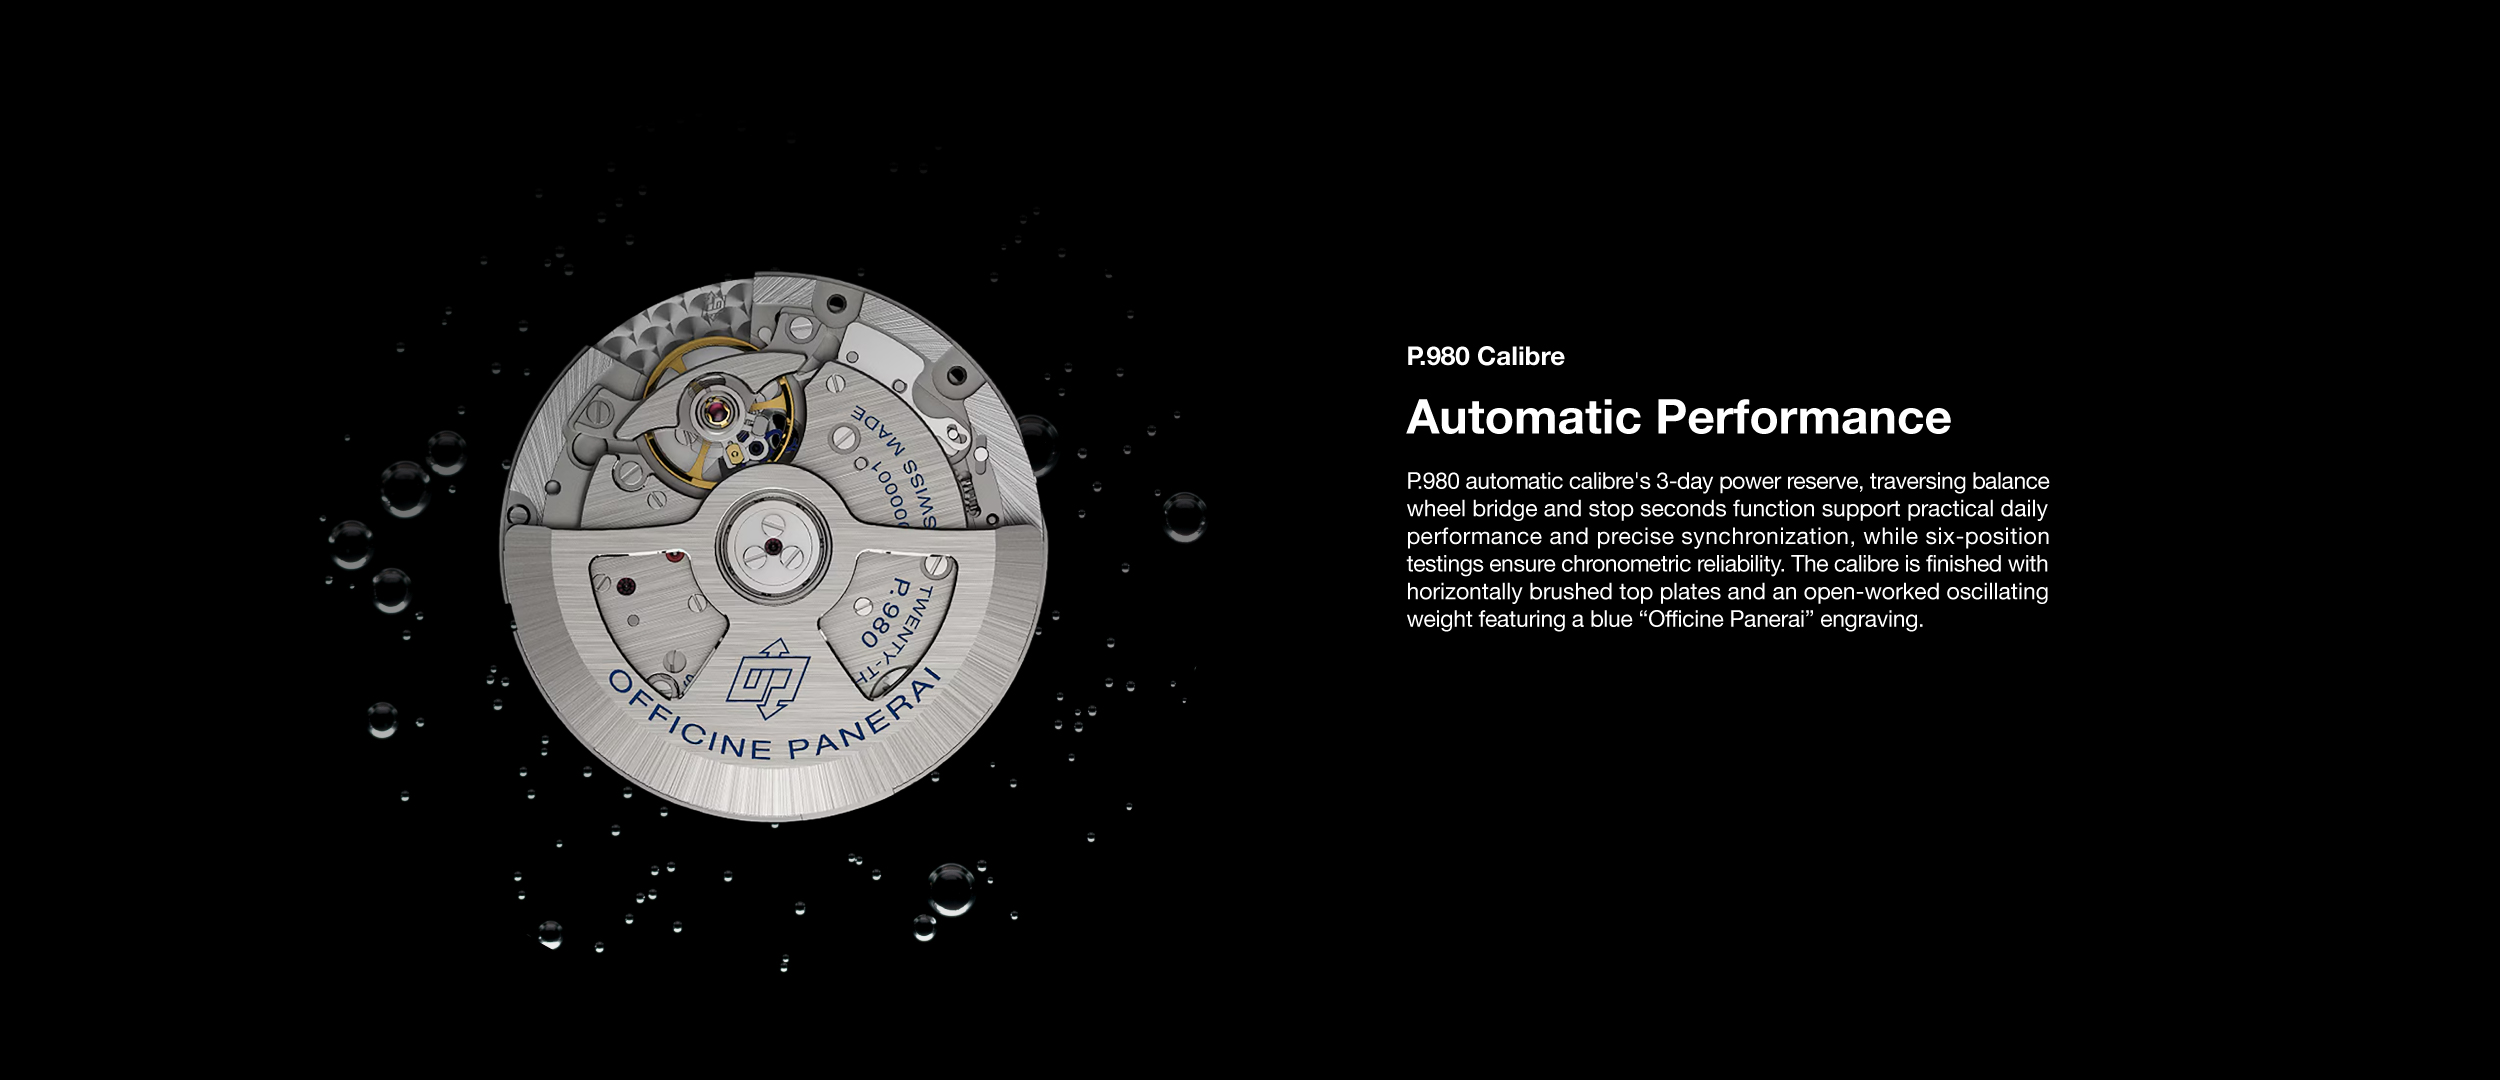 P.980 Calibre
Automatic Performance
P.980 automatic calibre's 3-day power reserve, traversing balance
wheel bridge and stop seconds function support practical daily
performance and precise synchronization, while six-position
testings ensure chronometric reliability. The calibre is finished with
horizontally brushed top plates and an open-worked oscillating
weight featuring a blue “Officine Panerai” engraving.
SWISS MADE
P.980
OFFICINE PANERAI